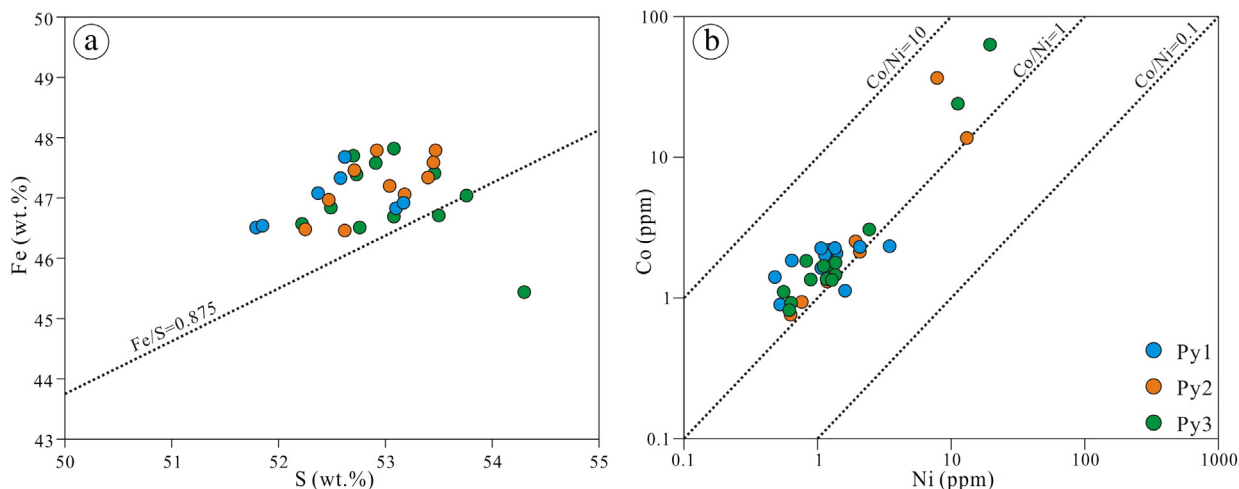 a
50
49
48
47
46
45
44
43
Fe (wt.%)
Fe/S=0.875
50 51 52 53 54 55
S (wt.%)
b
100
10
1
0.1
Co (ppm)
Co/Ni=10
Co/Ni=1
Co/Ni=0.1
Py1
Py2
Py3
0.1 1 10 100 1000
Ni (ppm)